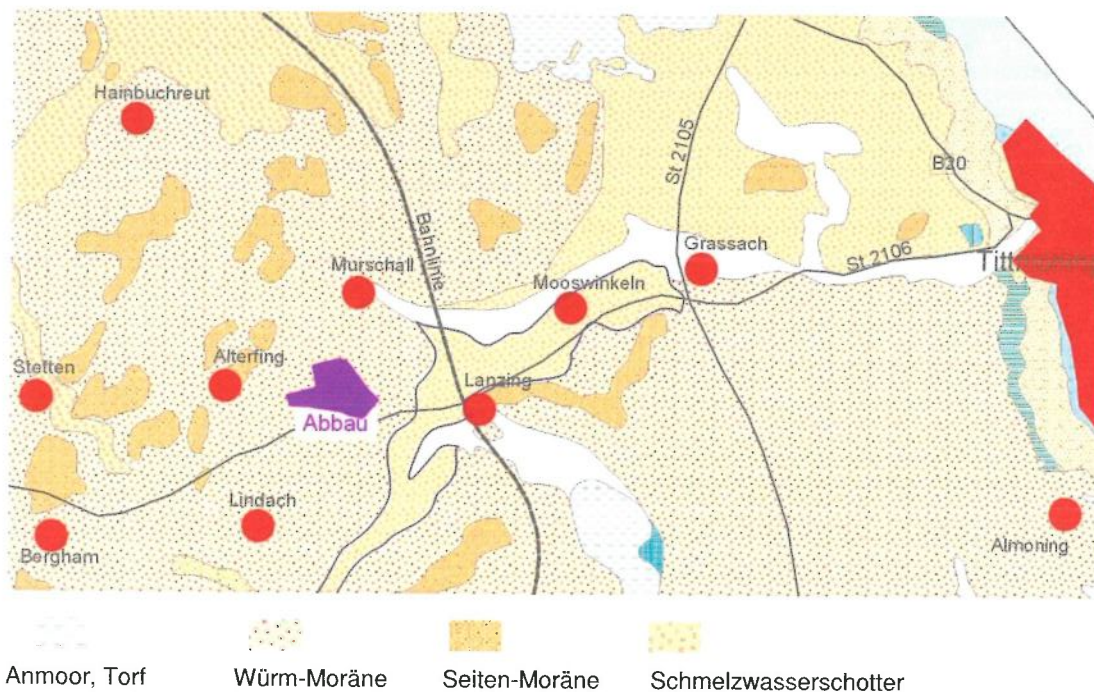 Hainbuchreut
St 2105
B20
Bahnlinie
Grassach
St 2106
Murschall
Mooswinkeln
Stetten
Alterfing
Lanzing
Abbau
Lindach
Bergham
Almoning
Anmoor, Torf
Würm-Moräne
Seiten-Moräne
Schmelzwasserschotter